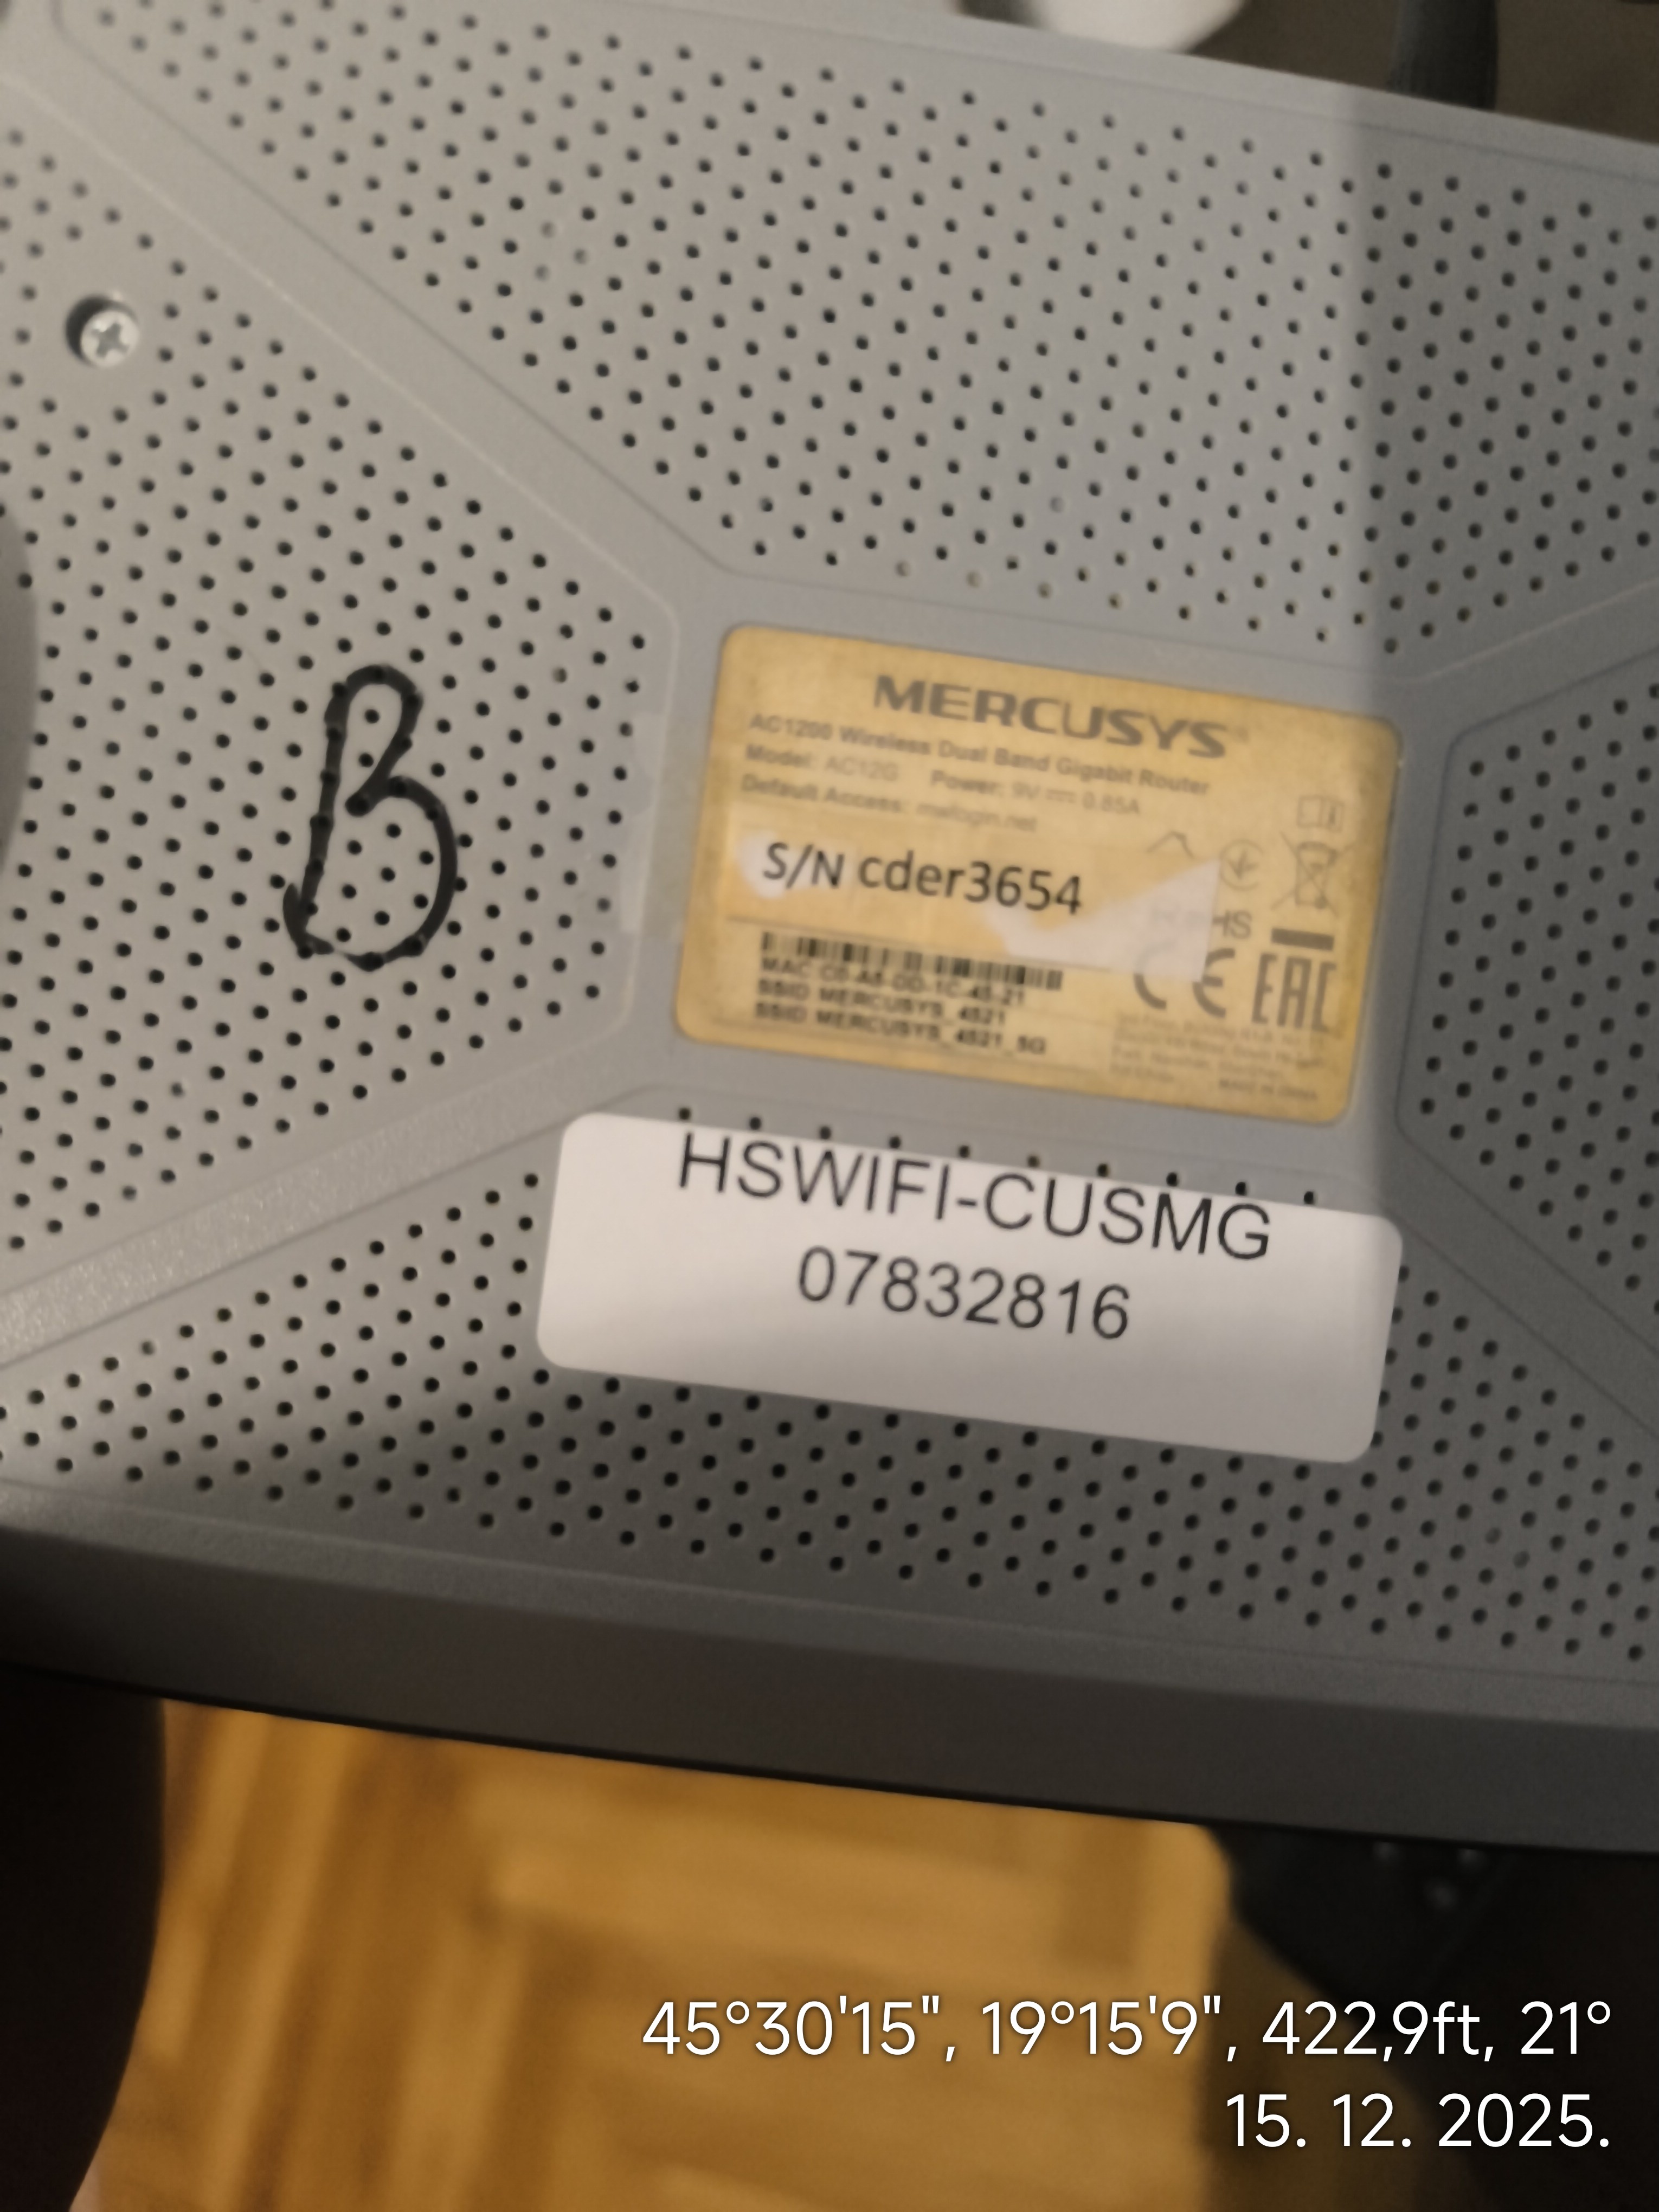 B
MERCUSYS
AC1200 Wireless Dual Band Gigabit Router
Model: AC12G Power: 9V 0.85A
Default Access: mwlogin.net
S/N cder3654
HS
CE EAC
MAC
SSID MERCUSYS_4521
SSID MERCUSYS_4521_5G
HSWIFI-CUSMG
07832816
45°30'15", 19°15'9", 422,9ft, 21°
15. 12. 2025.